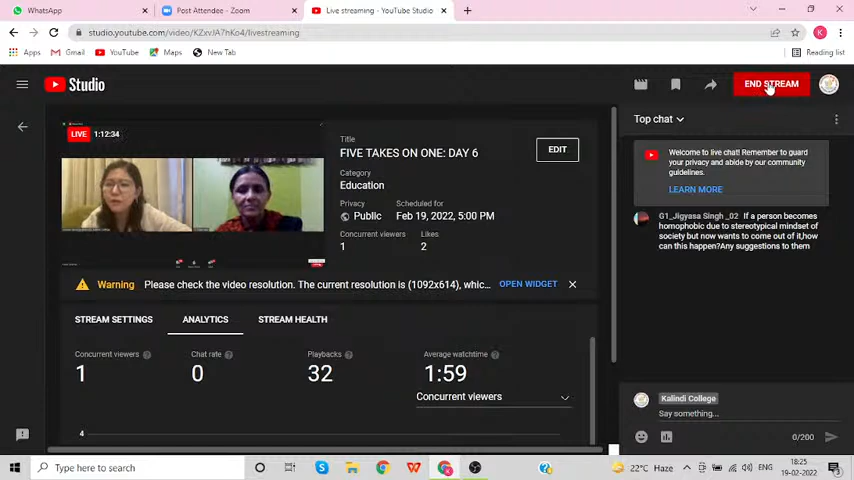 WhatsApp
Post Attendee - Zoom
Live streaming - YouTube Studio
studio.youtube.com/video/KZxvJA7hKo4/livestreaming
K
Apps
Gmail
YouTube
Maps
New Tab
Reading list
Studio
END STREAM
LIVE 1:12:34
Title
FIVE TAKES ON ONE: DAY 6
EDIT
Category
Education
Privacy
Public
Scheduled for
Feb 19, 2022, 5:00 PM
Concurrent viewers
1
Likes
2
Warning Please check the video resolution. The current resolution is (1092x614), whic...
OPEN WIDGET
STREAM SETTINGS
ANALYTICS
STREAM HEALTH
Concurrent viewers
1
Chat rate
0
Playbacks
32
Average watchtime
1:59
Concurrent viewers
4
Top chat
Welcome to live chat! Remember to guard
your privacy and abide by our community
guidelines.
LEARN MORE
G1_Jigyasa Singh _02 If a person becomes
homophobic due to stereotypical mindset of
society but now wants to come out of it,how
can this happen?Any suggestions to them
Kalindi College
Say something...
0/200
Type here to search
22°C Haze
ENG
18:25
19-02-2022